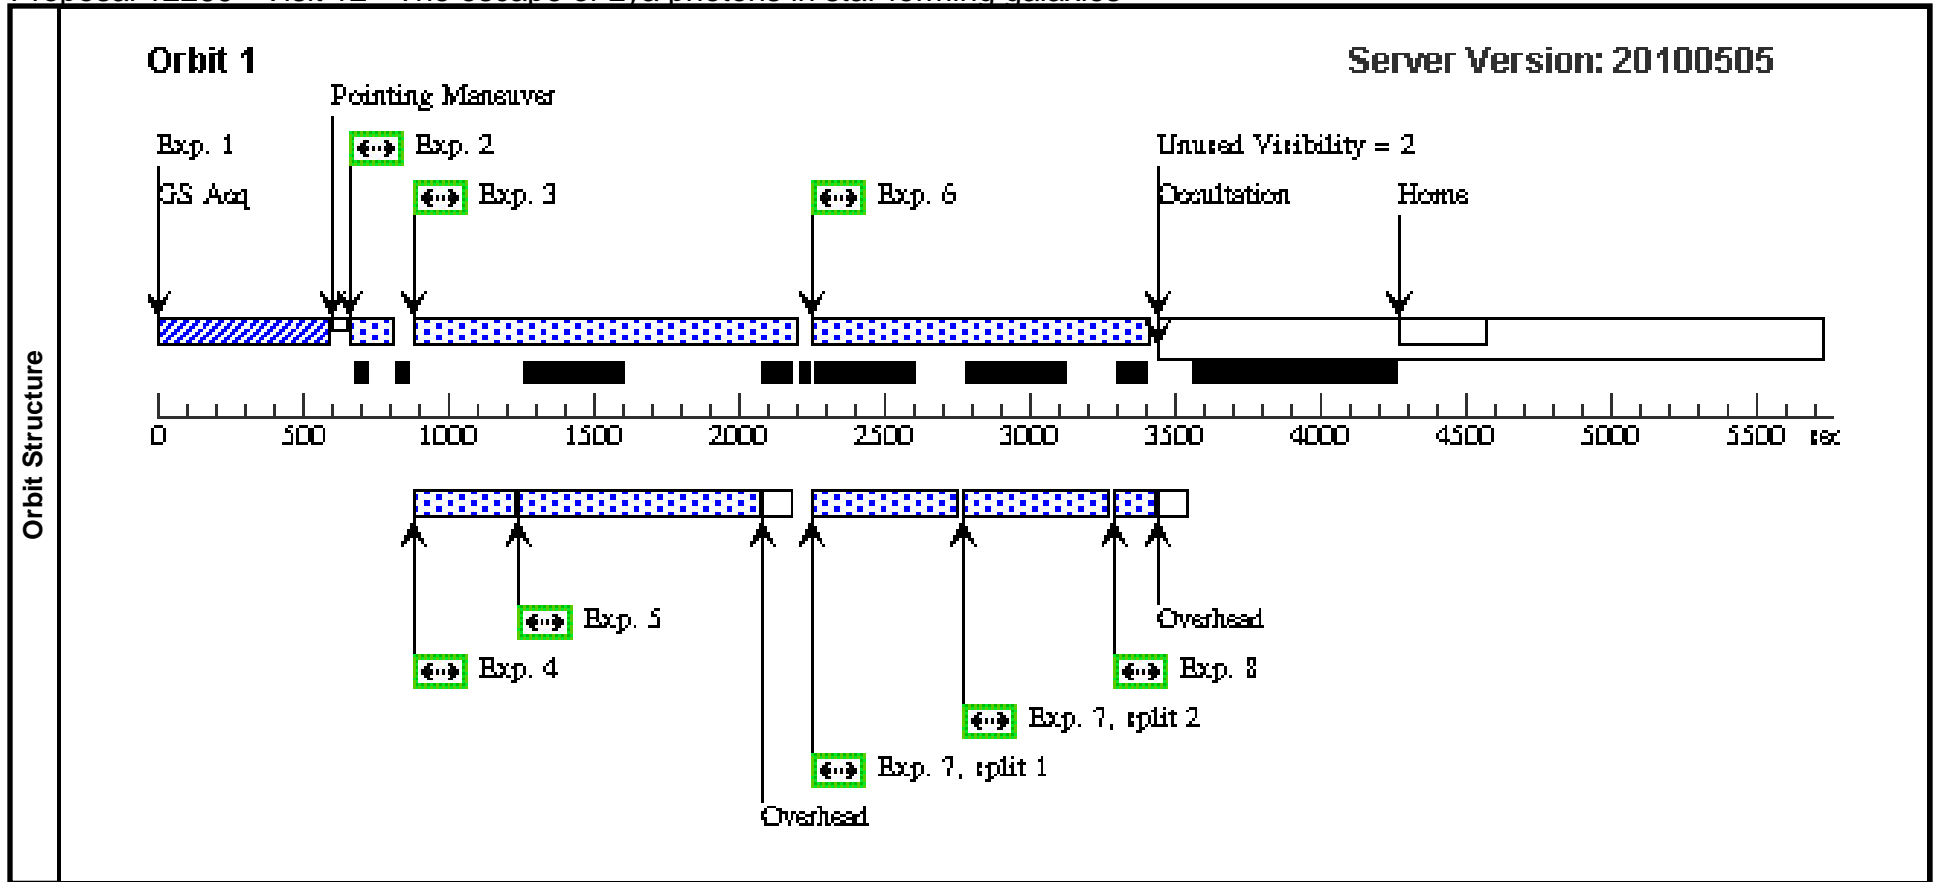 Orbit 1
Server Version: 20100505
Pointing Maneuver
Exp. 1
Exp. 2
Unused Visibility = 2
GS Acq
Exp. 3
Exp. 6
Occultation
Home
0 500 1000 1500 2000 2500 3000 3500 4000 4500 5000 5500 sec
Orbit Structure
Exp. 5
Overhead
Exp. 4
Exp. 8
Exp. 7, split 2
Exp. 7, split 1
Overhead